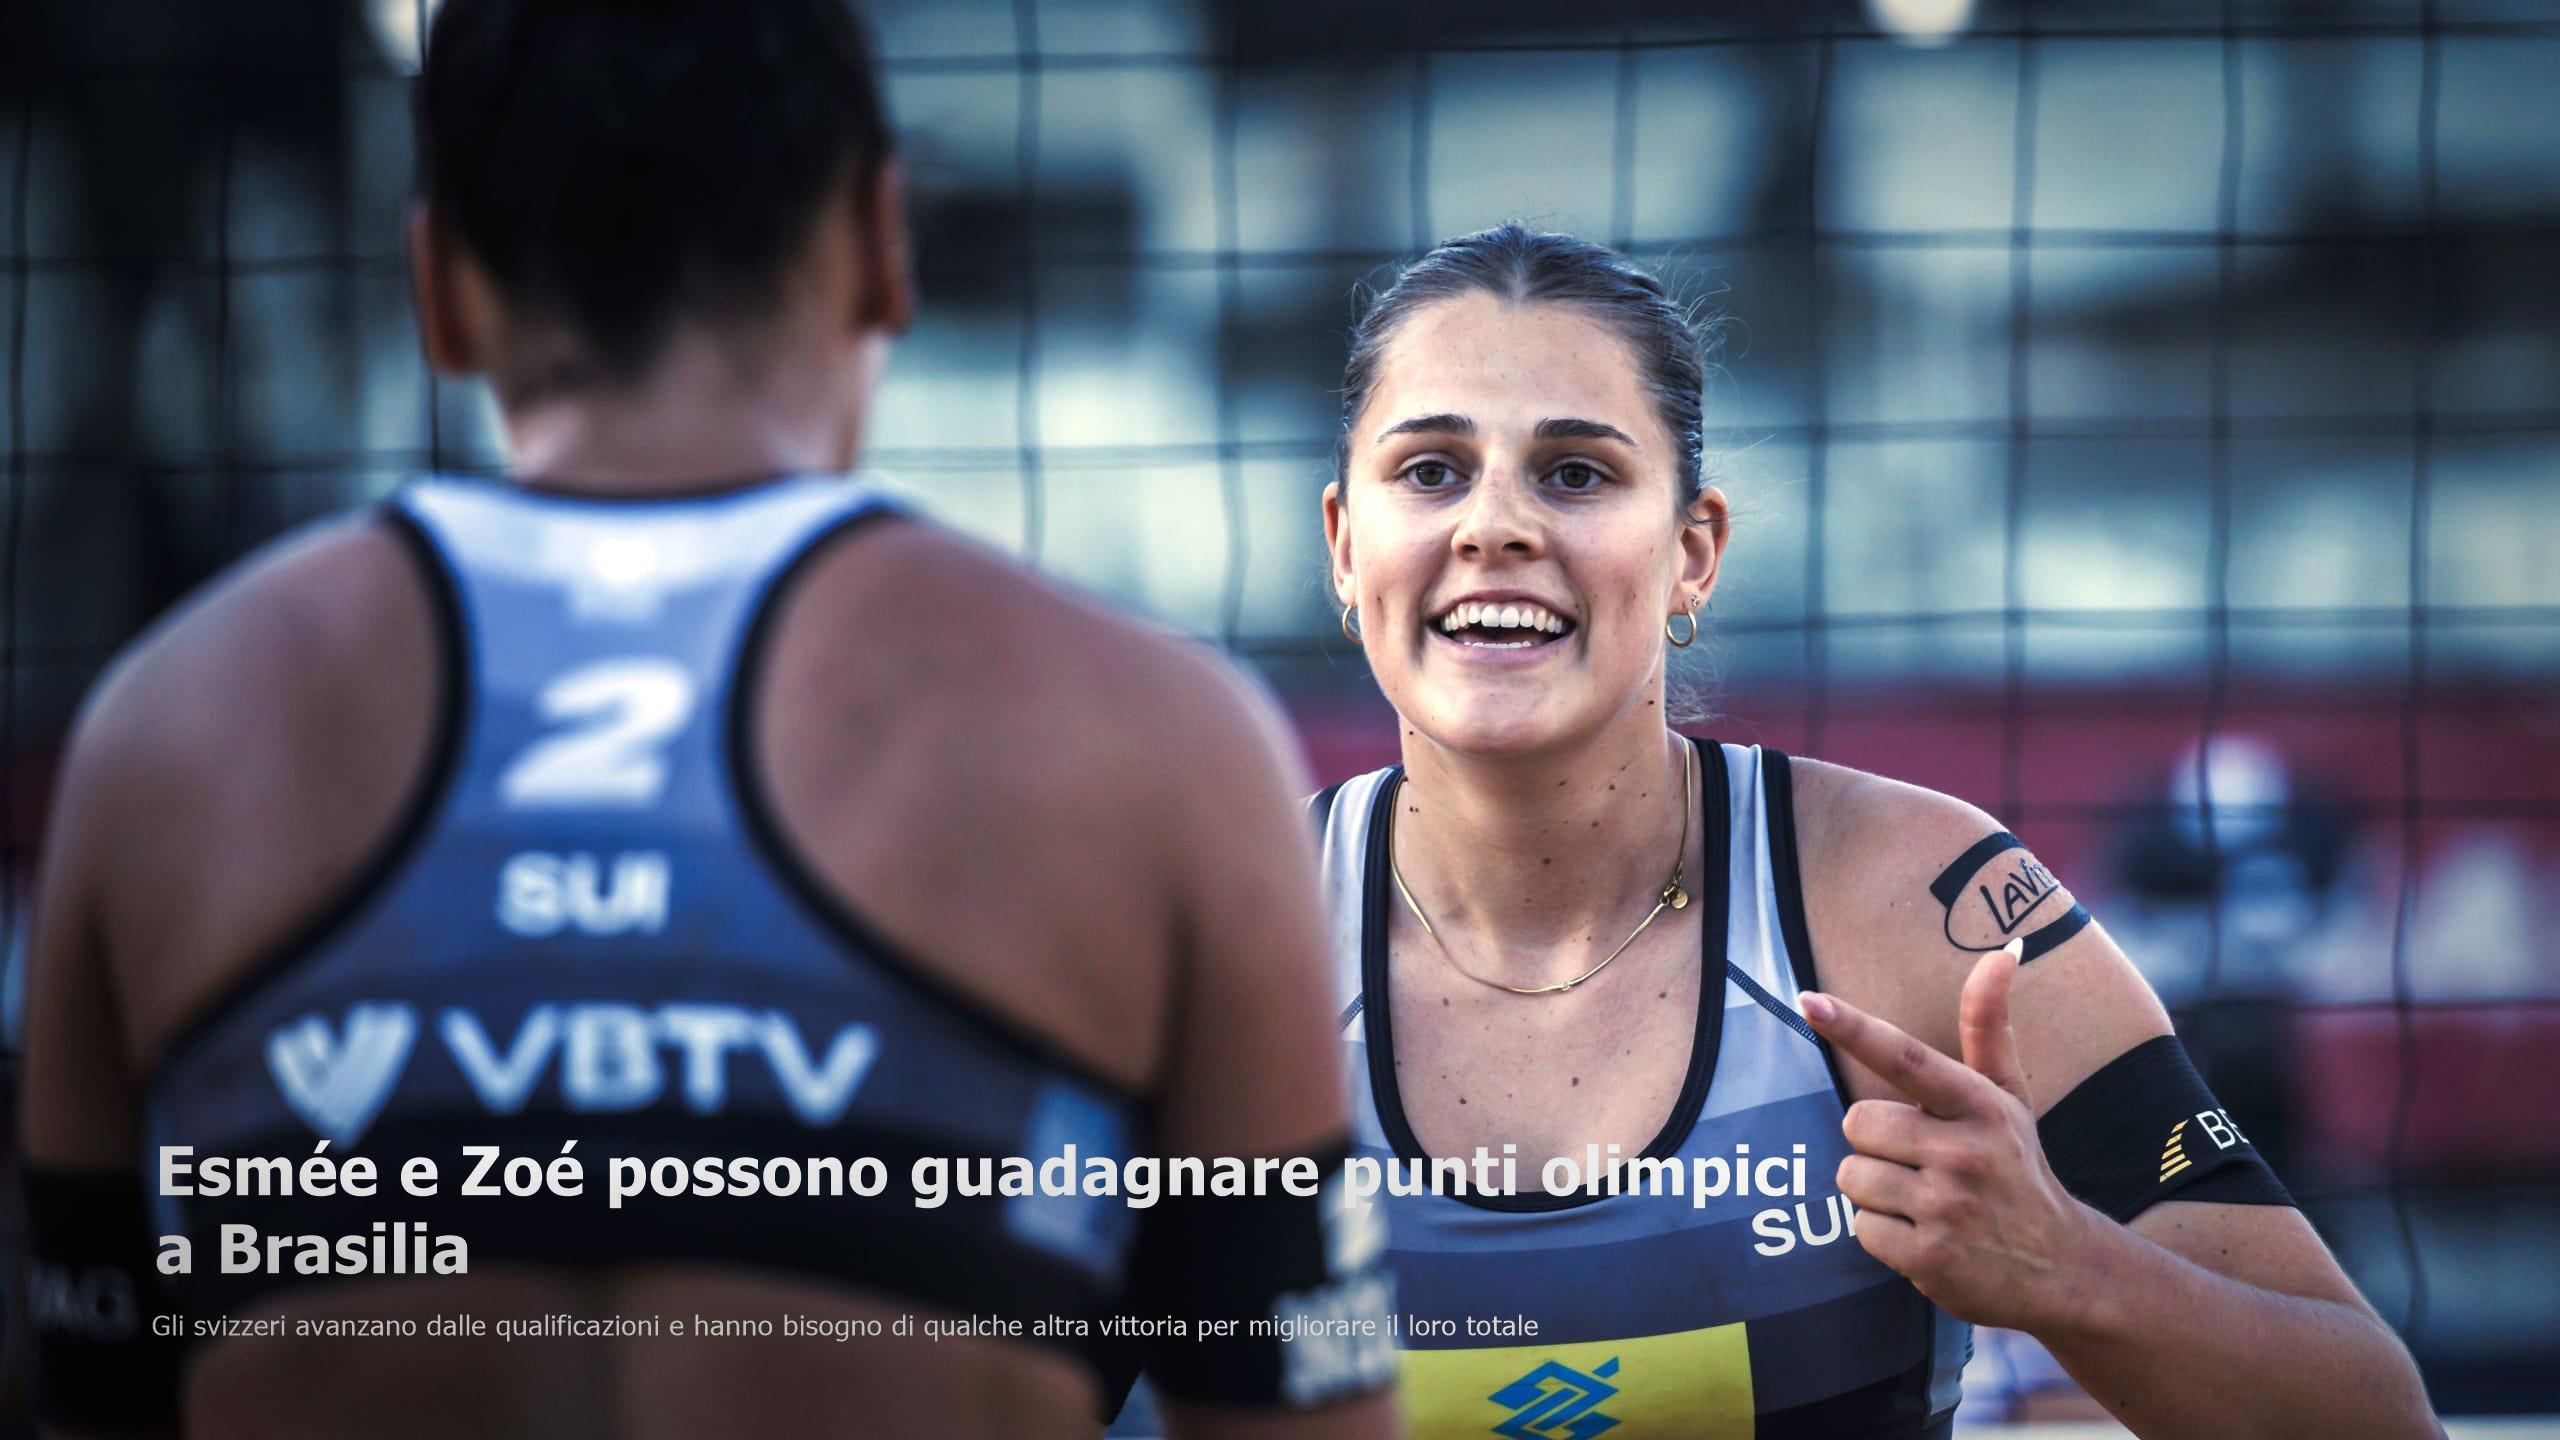 2
SUI
VBTV
LAVI
BE
SUI
Esmée e Zoé possono guadagnare punti olimpici
a Brasilia
Gli svizzeri avanzano dalle qualificazioni e hanno bisogno di qualche altra vittoria per migliorare il loro totale